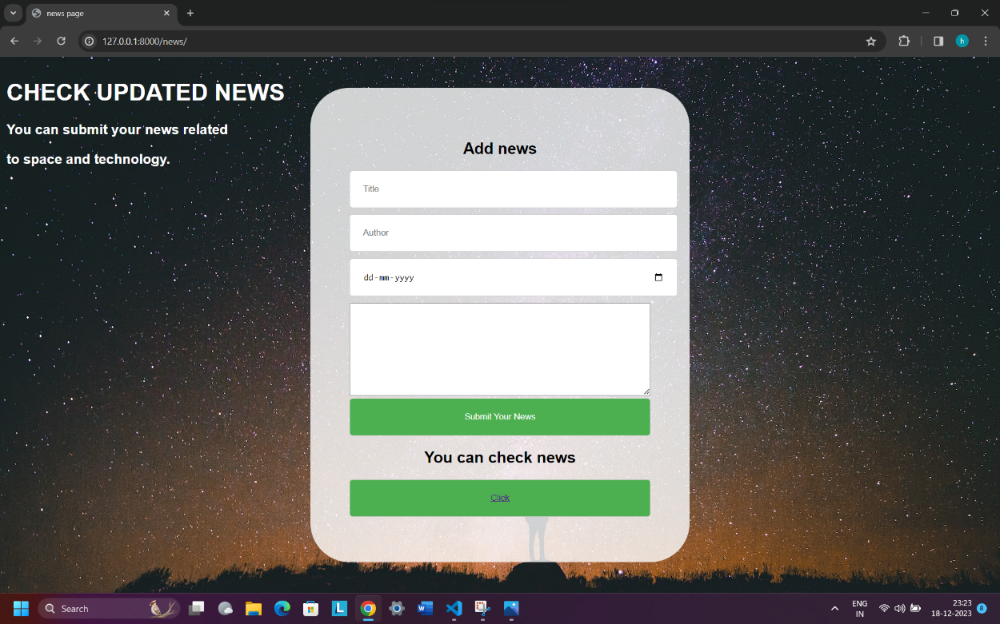 news page
127.0.0.1:8000/news/
h
CHECK UPDATED NEWS
You can submit your news related
to space and technology.
Add news
Title
Author
dd-mm-yyyy
Submit Your News
You can check news
Click
Search
L
W
ENG
IN
23:23
18-12-2023
8